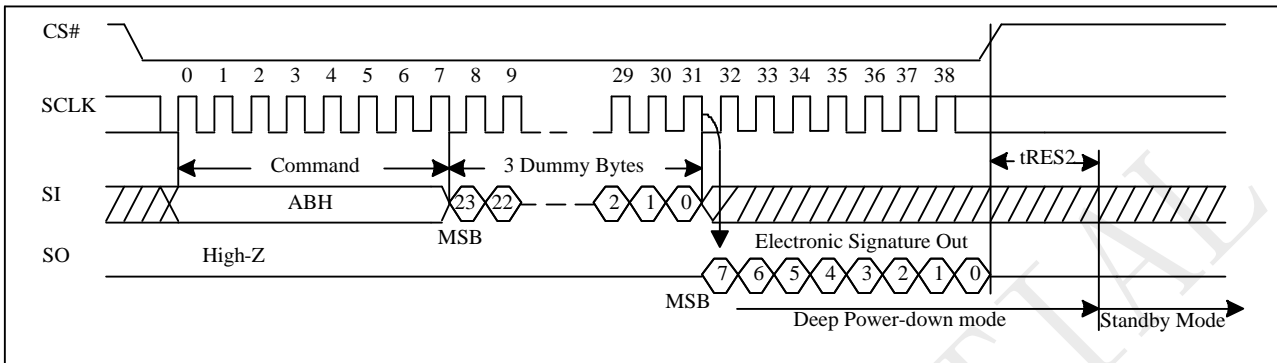 CS#
0 1 2 3 4 5 6 7 8 9 29 30 31 32 33 34 35 36 37 38
SCLK
Command 3 Dummy Bytes tRES2
SI ABH 23 22 2 1 0
MSB
SO High-Z Electronic Signature Out
7 6 5 4 3 2 1 0
MSB
Deep Power-down mode Standby Mode